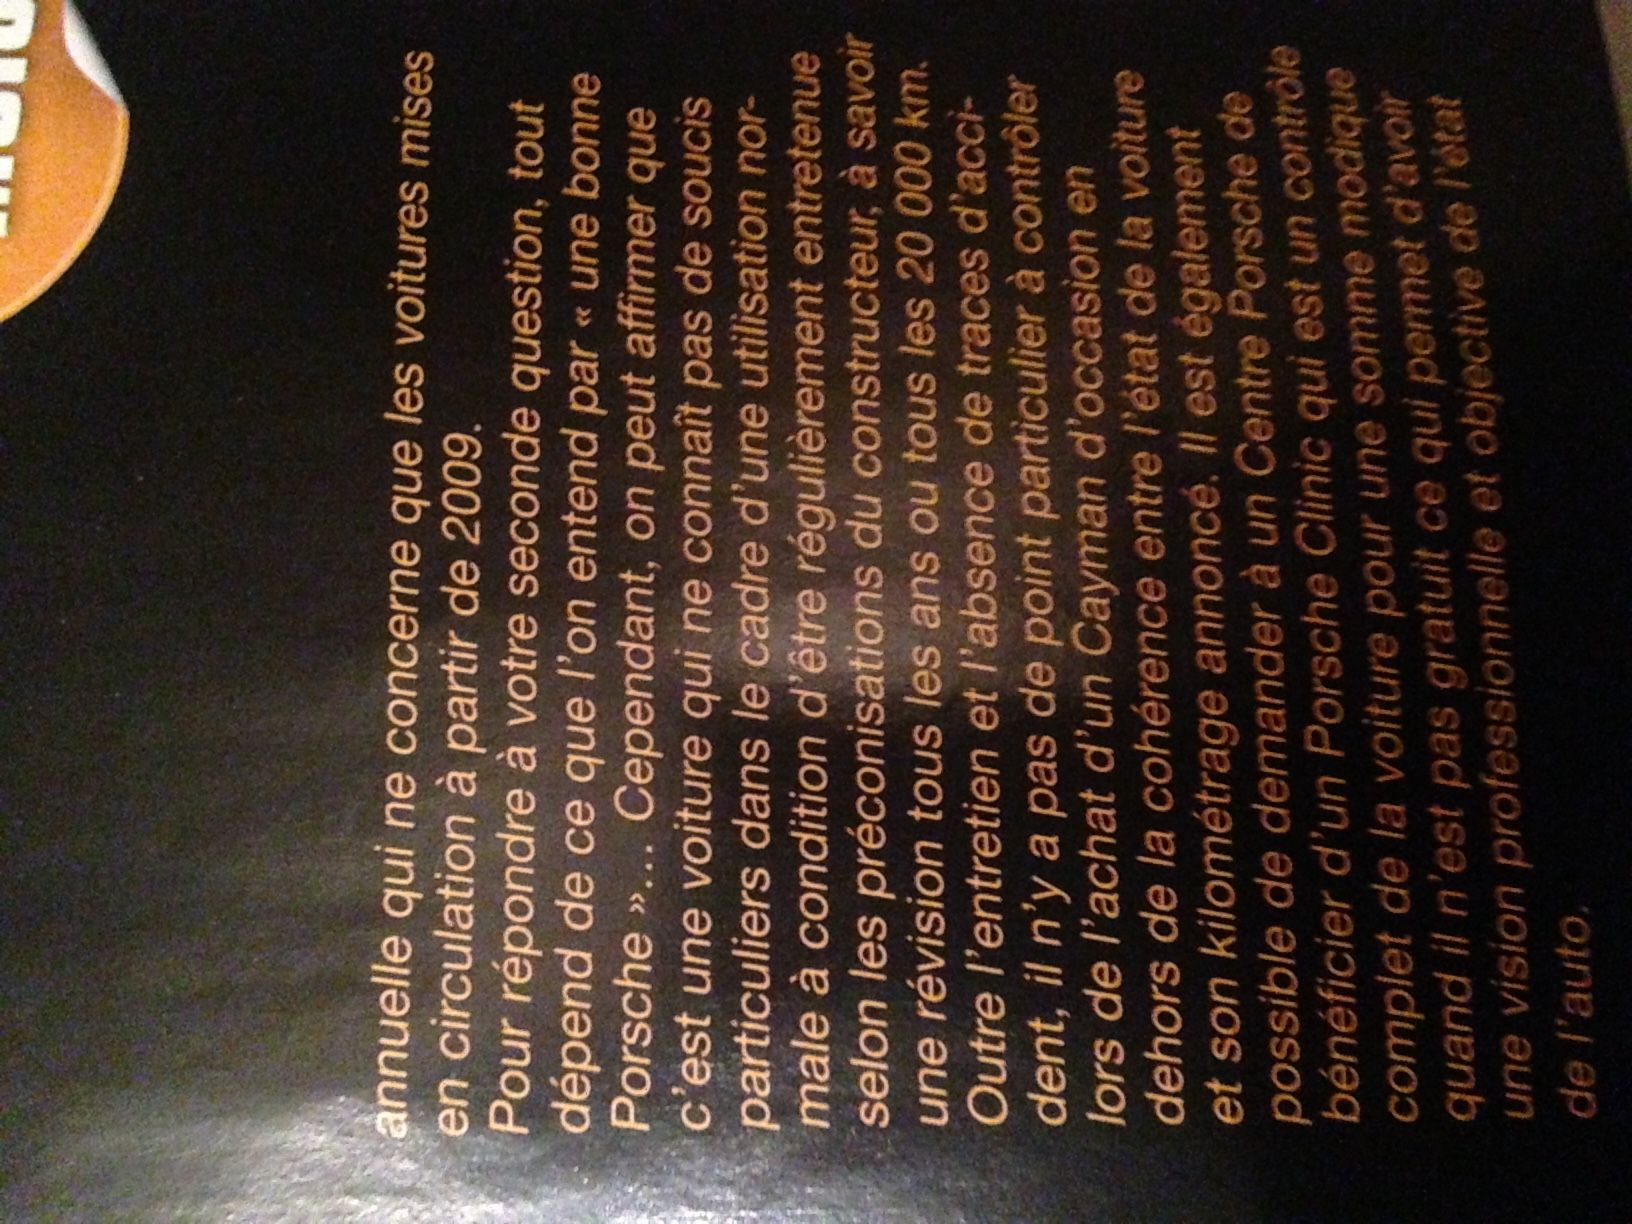 annuelle qui ne concerne que les voitures mises
en circulation à partir de 2009.
Pour répondre à votre seconde question, tout
dépend de ce que l'on entend par « une bonne
Porsche »... Cependant, on peut affirmer que
c'est une voiture qui ne connaît pas de soucis
particuliers dans le cadre d'une utilisation nor-
male à condition d'être régulièrement entretenue
selon les préconisations du constructeur, à savoir
une révision tous les ans ou tous les 20 000 km.
Outre l'entretien et l'absence de traces d'acci-
dent, il n'y a pas de point particulier à contrôler
lors de l'achat d'un Cayman d'occasion en
dehors de la cohérence entre l'état de la voiture
et son kilométrage annoncé. Il est également
possible de demander à un Centre Porsche de
bénéficier d'un Porsche Clinic qui est un contrôle
complet de la voiture pour une somme modique
quand il n'est pas gratuit ce qui permet d'avoir
une vision professionnelle et objective de l'état
de l'auto.